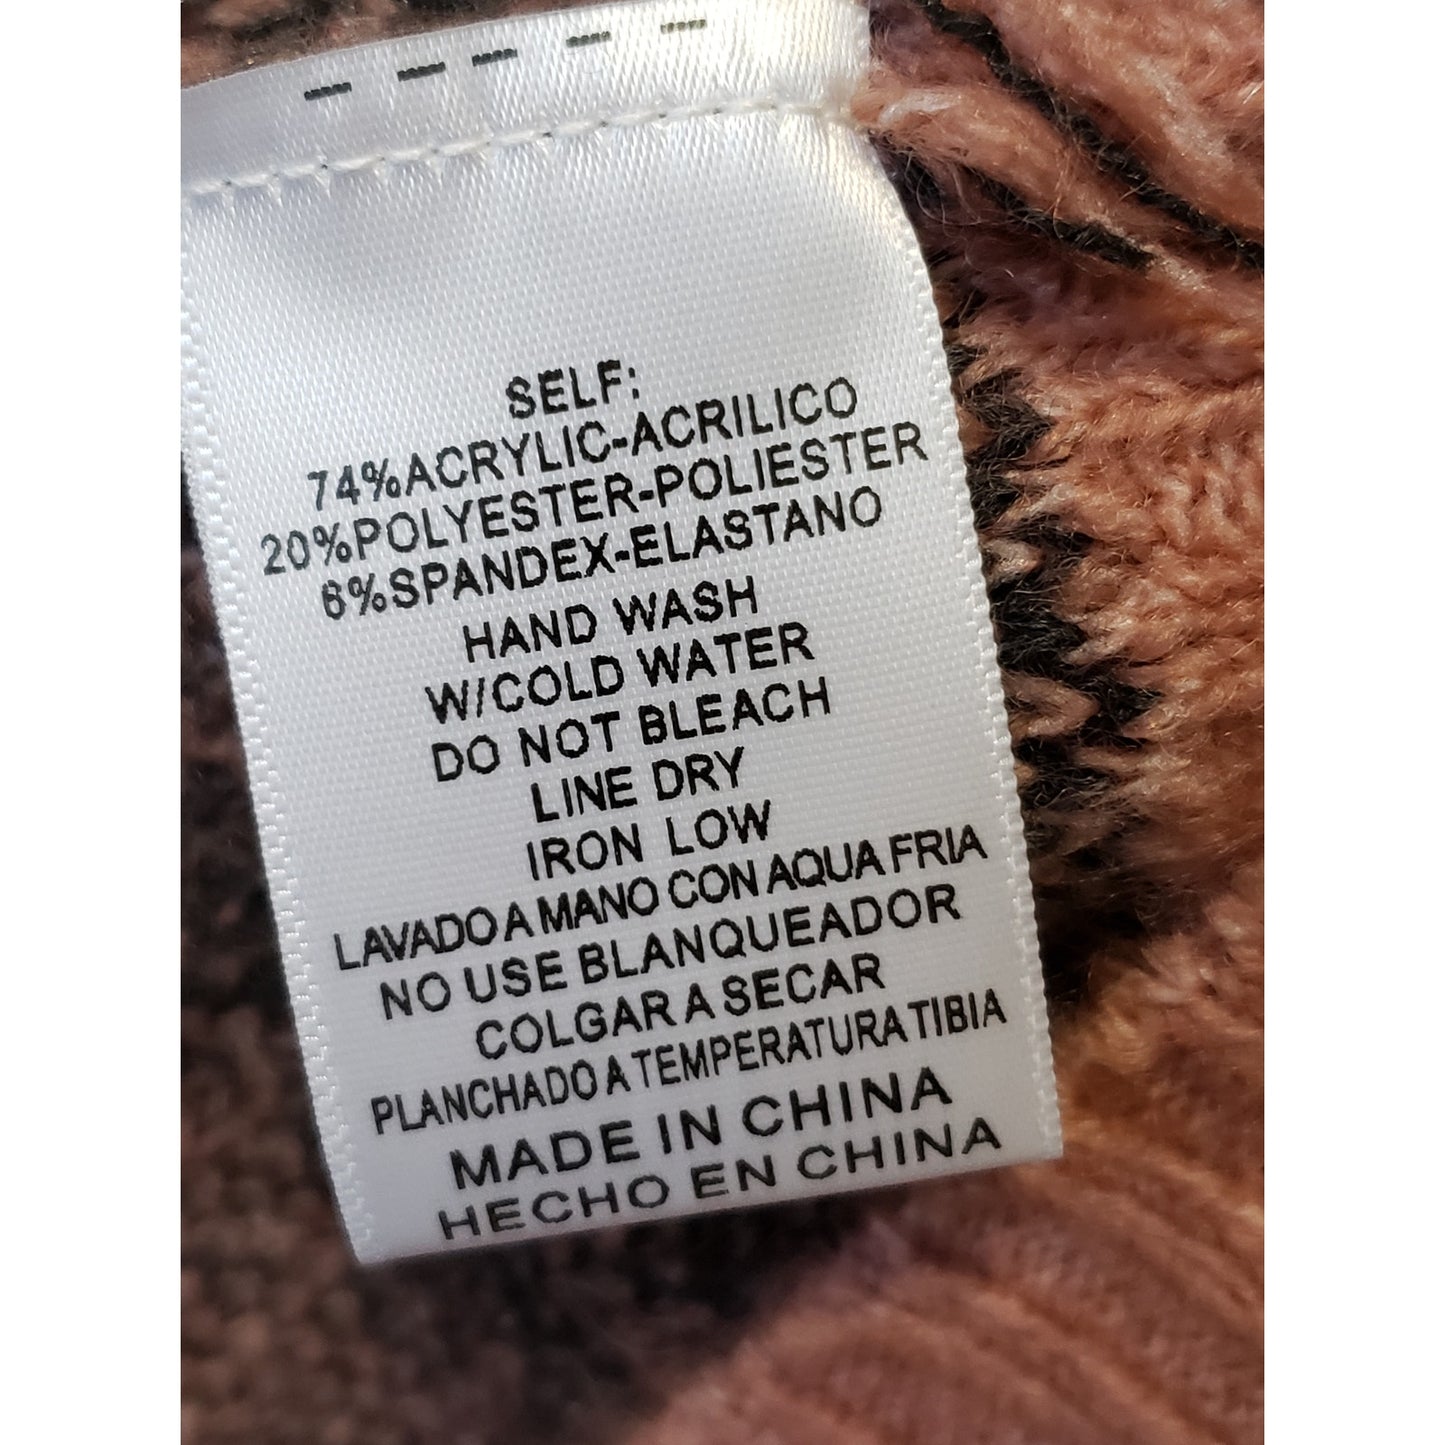 SELF:
74%ACRYLIC-ACRILICO
20%POLYESTER-POLIESTER
6%SPANDEX-ELASTANO
HAND WASH
W/COLD WATER
DO NOT BLEACH
LINE DRY
IRON LOW
LAVADO A MANO CON AQUA FRIA
NO USE BLANQUEADOR
COLGAR A SECAR
PLANCHADO A TEMPERATURA TIBIA
MADE IN CHINA
HECHO EN CHINA